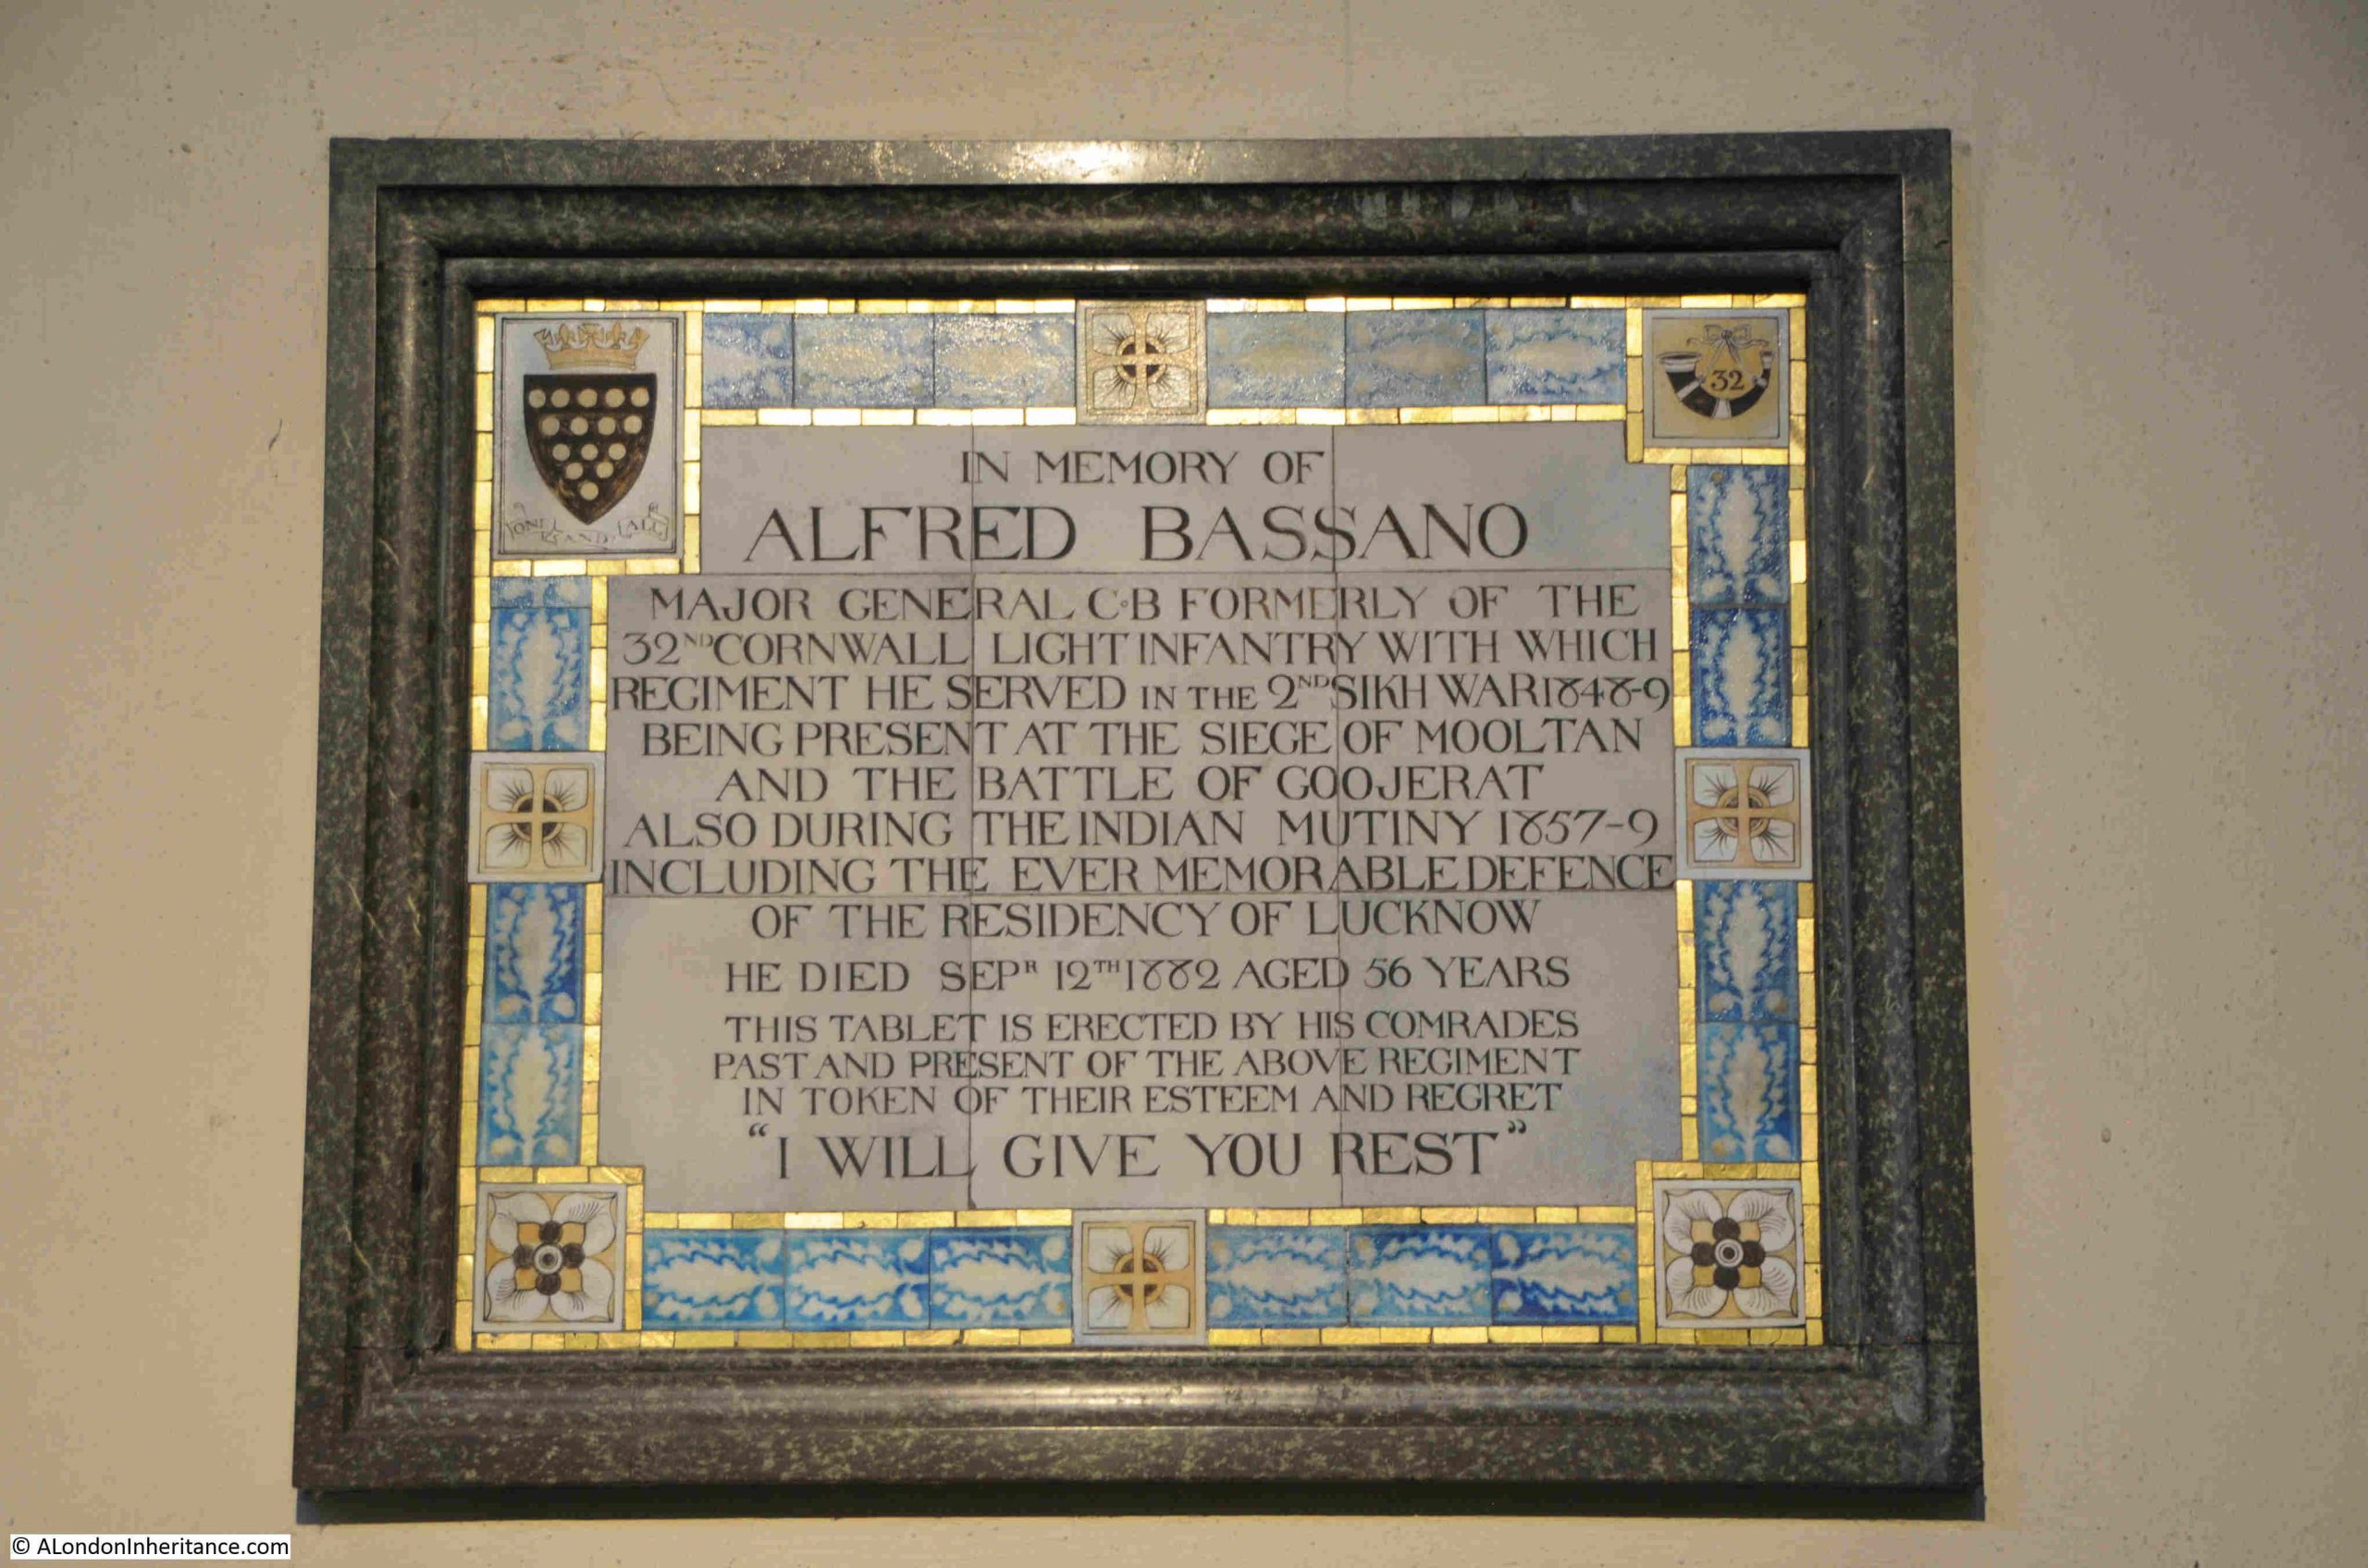 ONE AND ALL
32
IN MEMORY OF
ALFRED BASSANO
MAJOR GENERAL C·B FORMERLY OF THE
32ND CORNWALL LIGHT INFANTRY WITH WHICH
REGIMENT HE SERVED IN THE 2ND SIKH WAR 1848-9
BEING PRESENT AT THE SIEGE OF MOOLTAN
AND THE BATTLE OF GOOJERAT
ALSO DURING THE INDIAN MUTINY 1857-9
INCLUDING THE EVER MEMORABLE DEFENCE
OF THE RESIDENCY OF LUCKNOW
HE DIED SEPR 12TH 1882 AGED 56 YEARS
THIS TABLET IS ERECTED BY HIS COMRADES
PAST AND PRESENT OF THE ABOVE REGIMENT
IN TOKEN OF THEIR ESTEEM AND REGRET
"I WILL GIVE YOU REST"
© ALondonInheritance.com